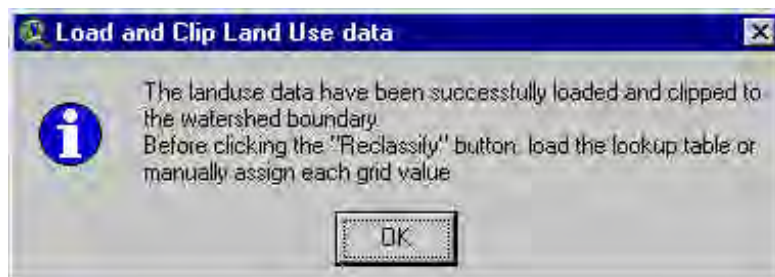 Load and Clip Land Use data
The landuse data have been successfully loaded and clipped to
the watershed boundary.
Before clicking the "Reclassify" button, load the lookup table or
manually assign each grid value
OK